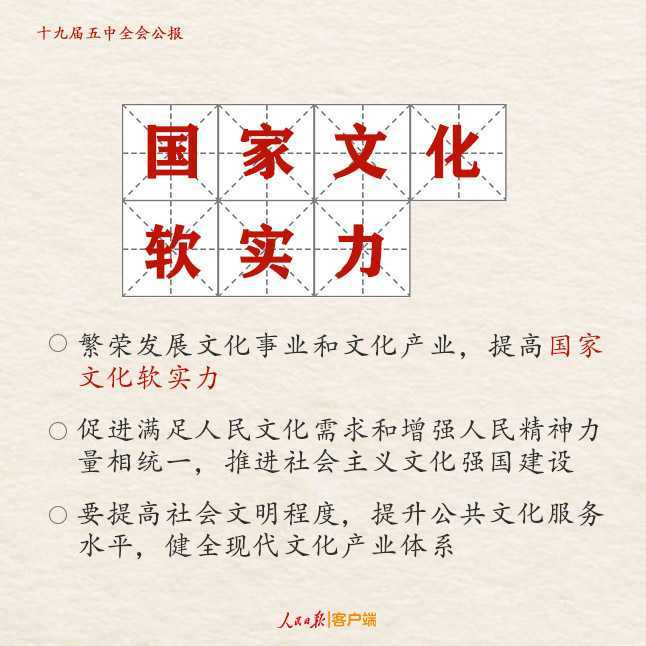 十九届五中全会公报
国家文化
软实力
繁荣发展文化事业和文化产业，提高国家
文化软实力
促进满足人民文化需求和增强人民精神力
量相统一，推进社会主义文化强国建设
要提高社会文明程度，提升公共文化服务
水平，健全现代文化产业体系
人民日报|客户端